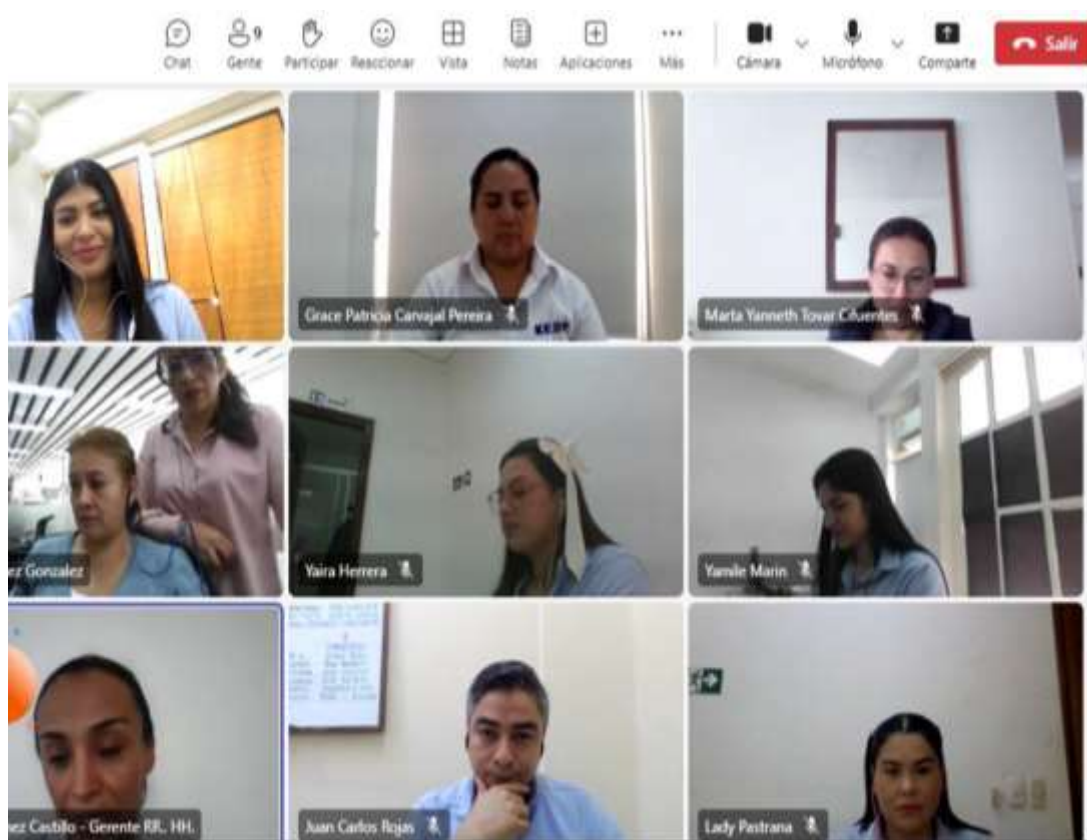 9
Chat Gente Participar Reaccionar Vista Notas Aplicaciones Más Cámara Micrófono Comparte Salir
Grace Patricia Carvajal Pereira
Marta Yanneth Tovar Cifuentes
ez Gonzalez
Yaira Herrera
Yamile Marin
ez Castillo - Gerente RR. HH.
Juan Carlos Rojas
Lady Pastrana